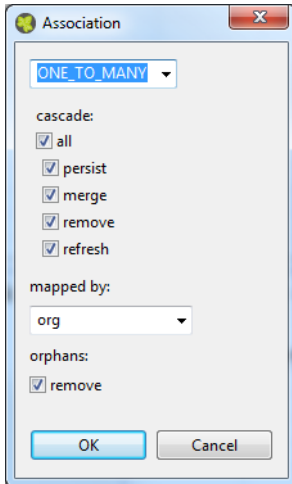 Association
ONE_TO_MANY
cascade:
all
persist
merge
remove
refresh
mapped by:
org
orphans:
remove
OK Cancel